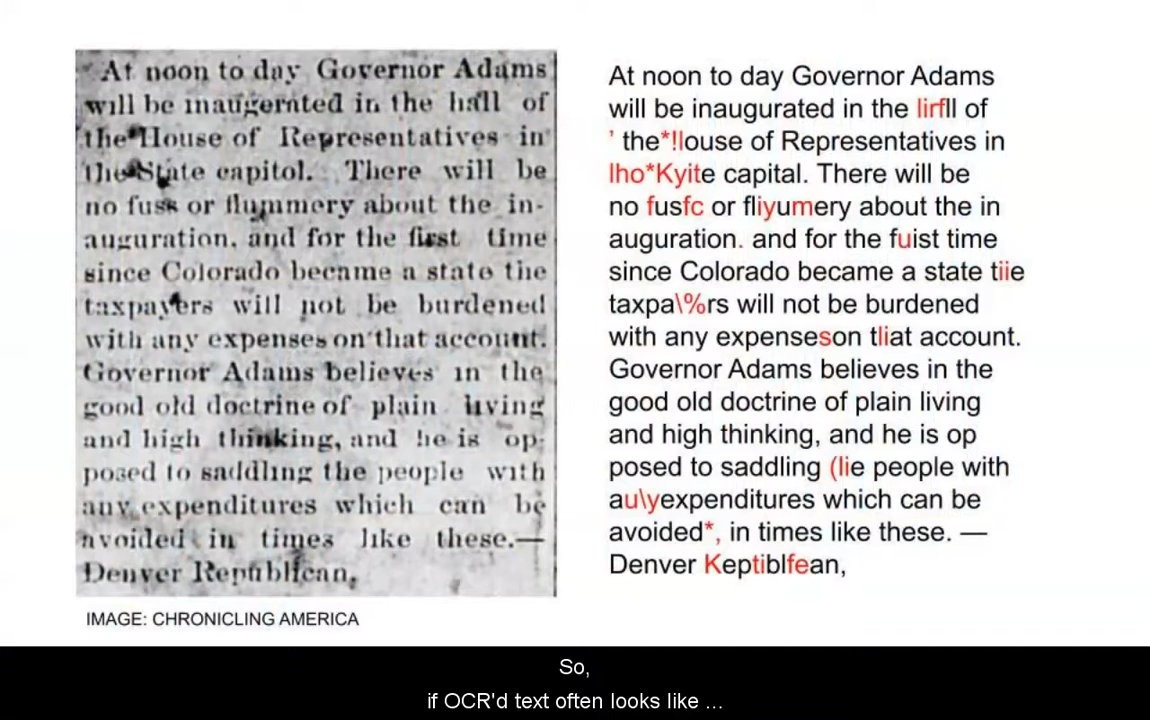 At noon to day Governor Adams
will be inaugerated in the hall of
the House of Representatives in
the State capitol. There will be
no fuss or flummery about the in-
auguration, and for the first time
since Colorado became a state the
taxpayers will not be burdened
with any expenses on that account.
Governor Adams believes in the
good old doctrine of plain living
and high thinking, and he is op-
posed to saddling the people with
any expenditures which can be
avoided in times like these.—
Denver Republican,
IMAGE: CHRONICLING AMERICA
At noon to day Governor Adams
will be inaugurated in the lirfll of
' the*!louse of Representatives in
lho*Kyite capital. There will be
no fusfc or fliyumery about the in
auguration. and for the fuist time
since Colorado became a state tiie
taxpa\%rs will not be burdened
with any expenseson tliat account.
Governor Adams believes in the
good old doctrine of plain living
and high thinking, and he is op
posed to saddling (lie people with
au\yexpenditures which can be
avoided*, in times like these. —
Denver Keptiblfean,
So,
if OCR'd text often looks like ...